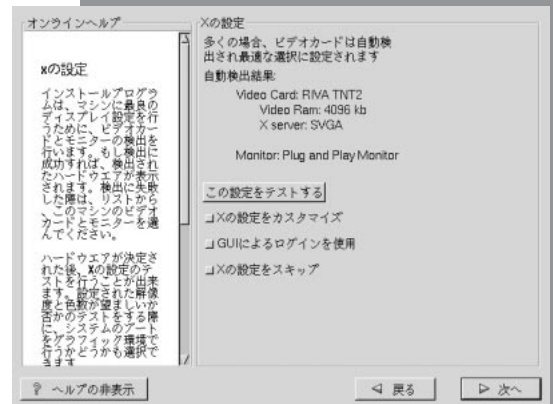 オンラインヘルプ
Xの設定
インストールプログラ
ムは、マシンに最良の
ディスプレイ設定を行
うために、ビデオカー
ドとモニターの検出を
行います。もし検出に
成功すれば、検出され
たハードウエアが表示
されます。検出に失敗
した際は、リストから
、このマシンのビデオ
カードとモニターを選
んでください。
ハードウエアが決定さ
れた後、Xの設定のテ
ストを行うことが出来
ます。設定された解像
度と色数が望ましいか
否かのテストをする際
に、システムのブート
をグラフィック環境で
行うかどうかも選択で
きます
ヘルプの非表示
Xの設定
多くの場合、ビデオカードは自動検
出され最適な選択に設定されます
自動検出結果:
Video Card: RIVA TNT2
Video Ram: 4096 kb
X server: SVGA
Monitor: Plug and Play Monitor
この設定をテストする
Xの設定をカスタマイズ
GUIによるログインを使用
Xの設定をスキップ
戻る
次へ